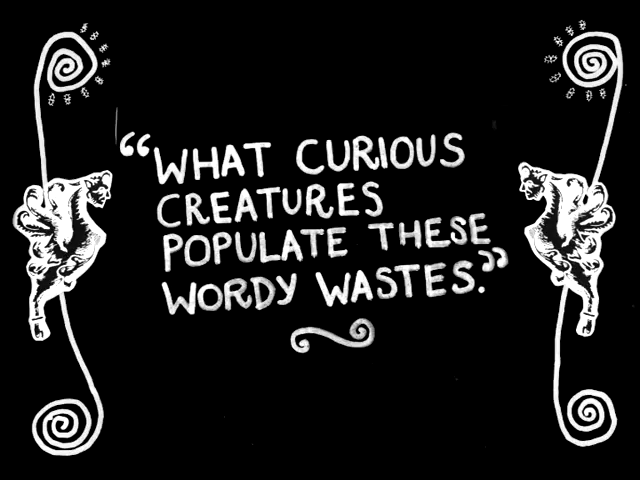 “WHAT CURIOUS
CREATURES
POPULATE THESE
WORDY WASTES.”